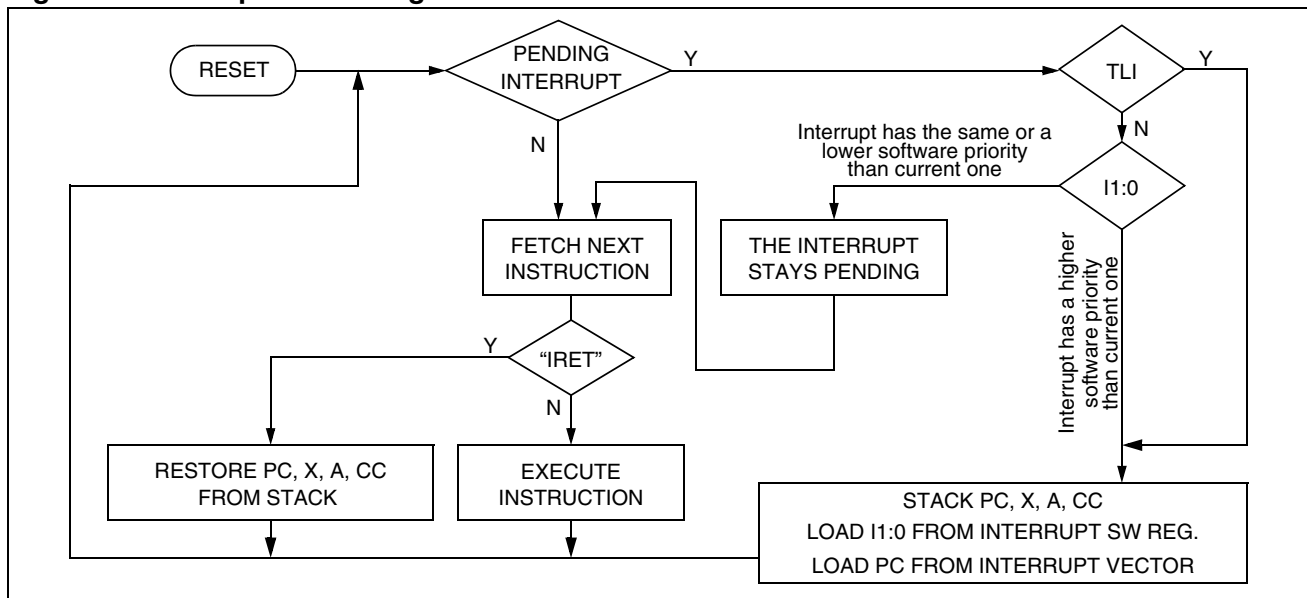 RESET
PENDING
INTERRUPT
Y
TLI
Y
N
N
Interrupt has the same or a
lower software priority
than current one
I1:0
FETCH NEXT
INSTRUCTION
THE INTERRUPT
STAYS PENDING
Interrupt has a higher
software priority
than current one
Y
“IRET”
N
RESTORE PC, X, A, CC
FROM STACK
EXECUTE
INSTRUCTION
STACK PC, X, A, CC
LOAD I1:0 FROM INTERRUPT SW REG.
LOAD PC FROM INTERRUPT VECTOR